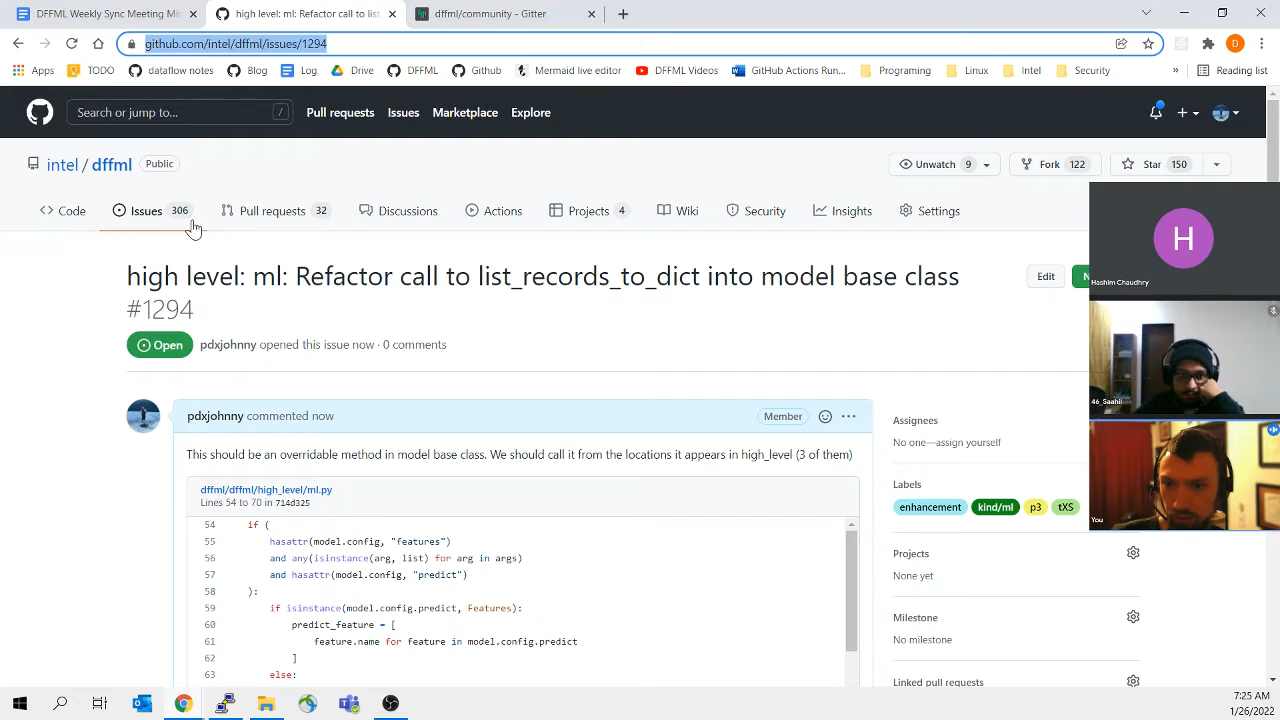 DFFML Weekly Sync Meeting Min
high level: ml: Refactor call to list
dffml/community - Gitter
github.com/intel/dffml/issues/1294
D
Apps
TODO
dataflow notes
Blog
Log
Drive
DFFML
Github
Mermaid live editor
DFFML Videos
GitHub Actions Run...
Programing
Linux
Intel
Security
»
Reading list
Search or jump to...
/
Pull requests
Issues
Marketplace
Explore
intel / dffml
Public
Unwatch 9
Fork 122
Star 150
Code
Issues 306
Pull requests 32
Discussions
Actions
Projects 4
Wiki
Security
Insights
Settings
high level: ml: Refactor call to list_records_to_dict into model base class
#1294
Edit
N
Open
pdxjohnny opened this issue now · 0 comments
pdxjohnny commented now
Member
This should be an overridable method in model base class. We should call it from the locations it appears in high_level (3 of them)
dffml/dffml/high_level/ml.py
Lines 54 to 70 in 714d325
54 if (
55 hasattr(model.config, "features")
56 and any(isinstance(arg, list) for arg in args)
57 and hasattr(model.config, "predict")
58 ):
59 if isinstance(model.config.predict, Features):
60 predict_feature = [
61 feature.name for feature in model.config.predict
62 ]
63 else:
Assignees
No one—assign yourself
Labels
enhancement
kind/ml
p3
tXS
Projects
None yet
Milestone
No milestone
Linked pull requests
H
Hashim Chaudhry
46_Saahil
You
7:25 AM
1/26/2022